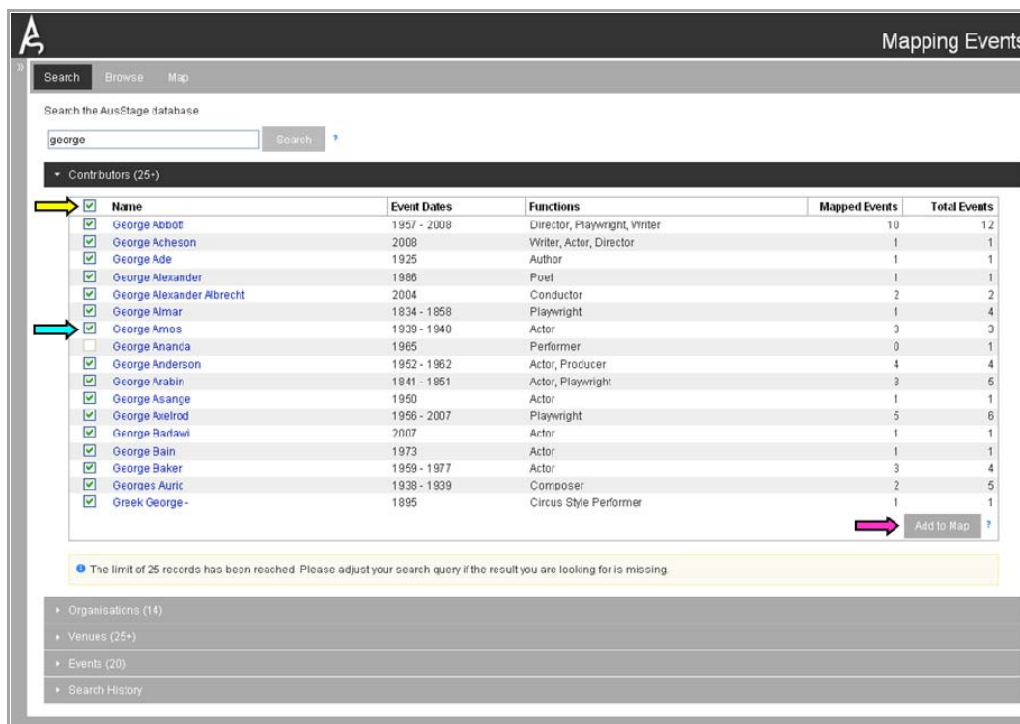 Mapping Events
Search Browse Map
Search the AusStage database
george Search ?
Contributors (25+)
Name Event Dates Functions Mapped Events Total Events
George Abbott 1957 - 2008 Director, Playwright, Writer 10 12
George Acheson 2008 Writer, Actor, Director 1 1
George Ade 1925 Author 1 1
George Alexander 1986 Poet 1 1
George Alexander Albrecht 2004 Conductor 2 2
George Almar 1834 - 1858 Playwright 1 4
George Amos 1939 - 1940 Actor 3 3
George Ananda 1965 Performer 0 1
George Anderson 1952 - 1962 Actor, Producer 4 4
George Arabin 1841 - 1851 Actor, Playwright 3 6
George Asange 1950 Actor 1 1
George Axelrod 1956 - 2007 Playwright 5 6
George Badawi 2007 Actor 1 1
George Bain 1973 Actor 1 1
George Baker 1959 - 1977 Actor 3 4
Georges Auric 1938 - 1939 Composer 2 5
Greek George - 1895 Circus Style Performer 1 1
Add to Map ?
The limit of 25 records has been reached. Please adjust your search query if the result you are looking for is missing.
Organisations (14)
Venues (25+)
Events (20)
Search History